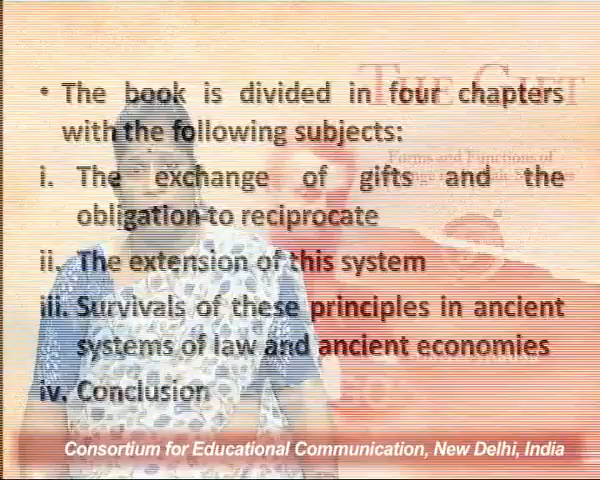 THE GIFT
• The book is divided in four chapters
with the following subjects:
Forms and Functions of
i. The exchange of gifts and the
obligation to reciprocate
ii. The extension of this system
iii. Survivals of these principles in ancient
systems of law and ancient economies
iv. Conclusion
Consortium for Educational Communication, New Delhi, India